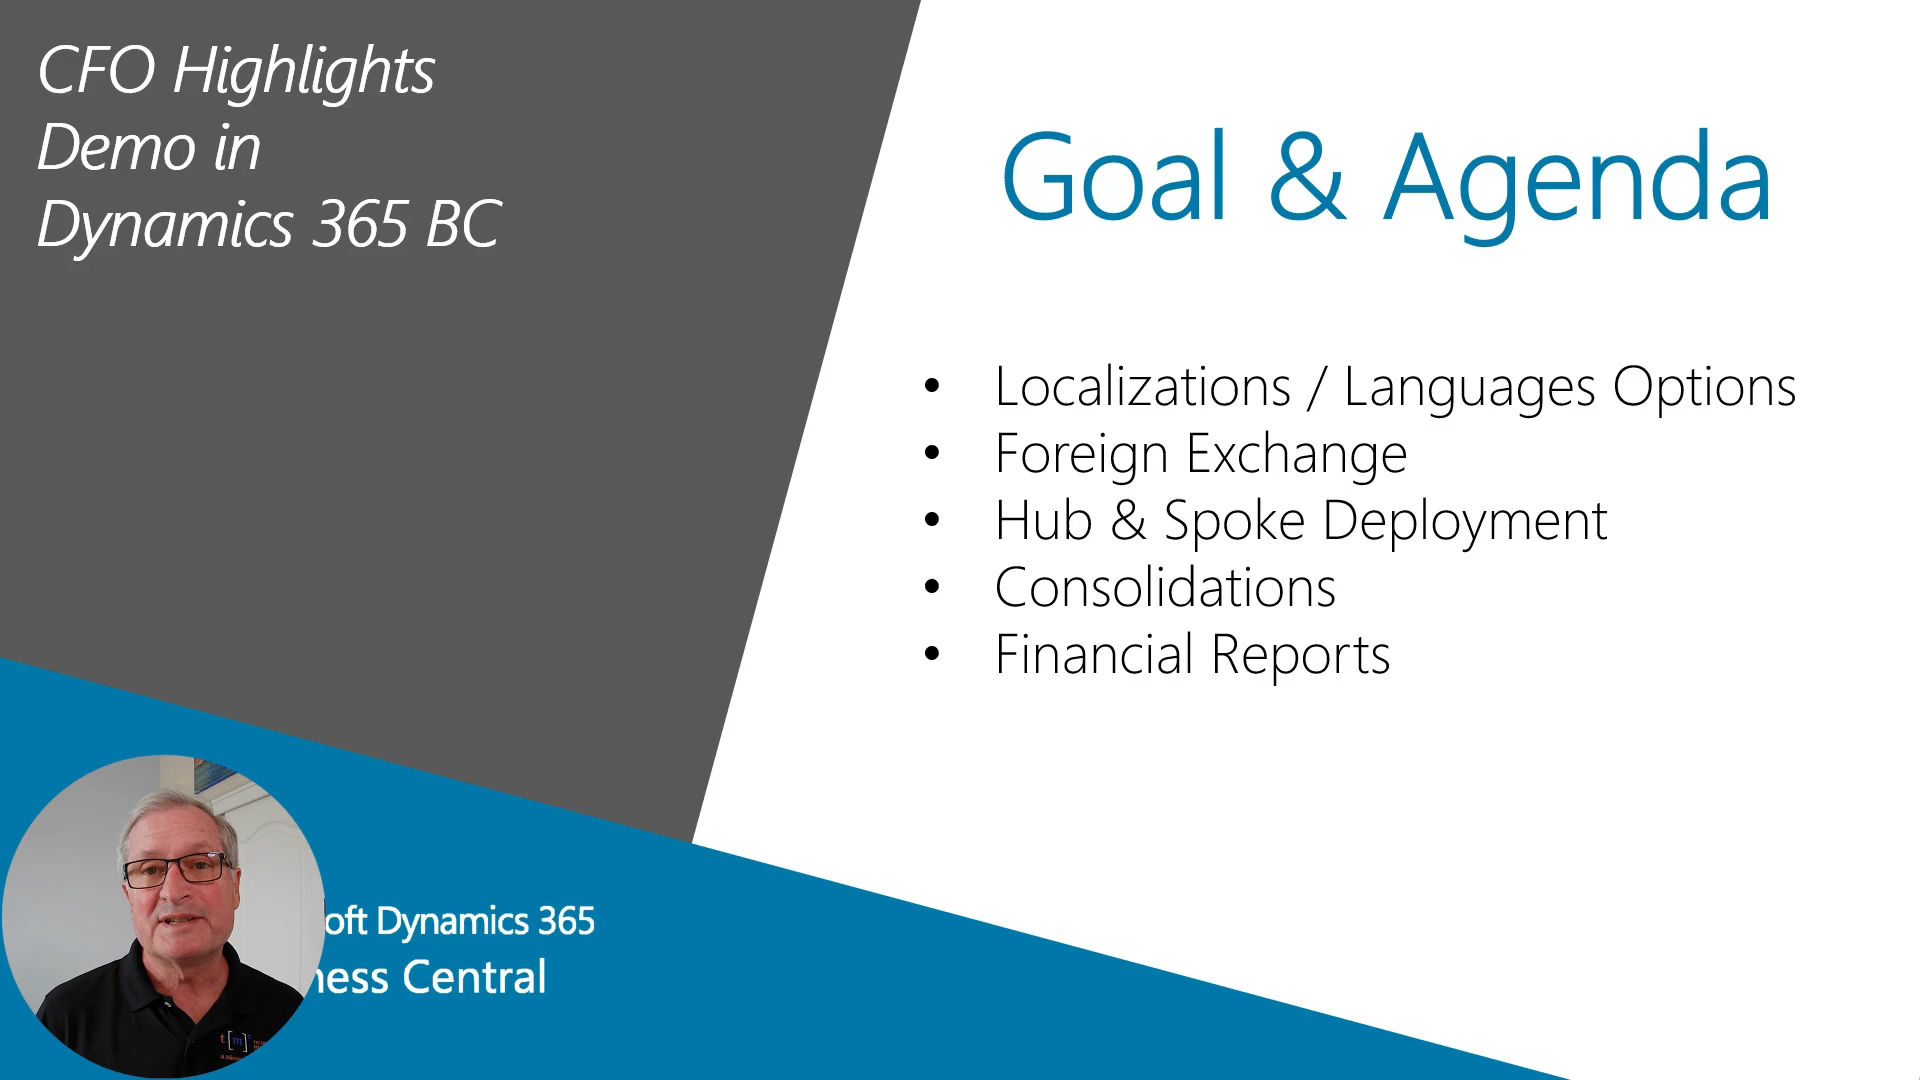 CFO Highlights
Demo in
Dynamics 365 BC
Goal & Agenda
• Localizations / Languages Options
• Foreign Exchange
• Hub & Spoke Deployment
• Consolidations
• Financial Reports
oft Dynamics 365
ness Central
t[m]